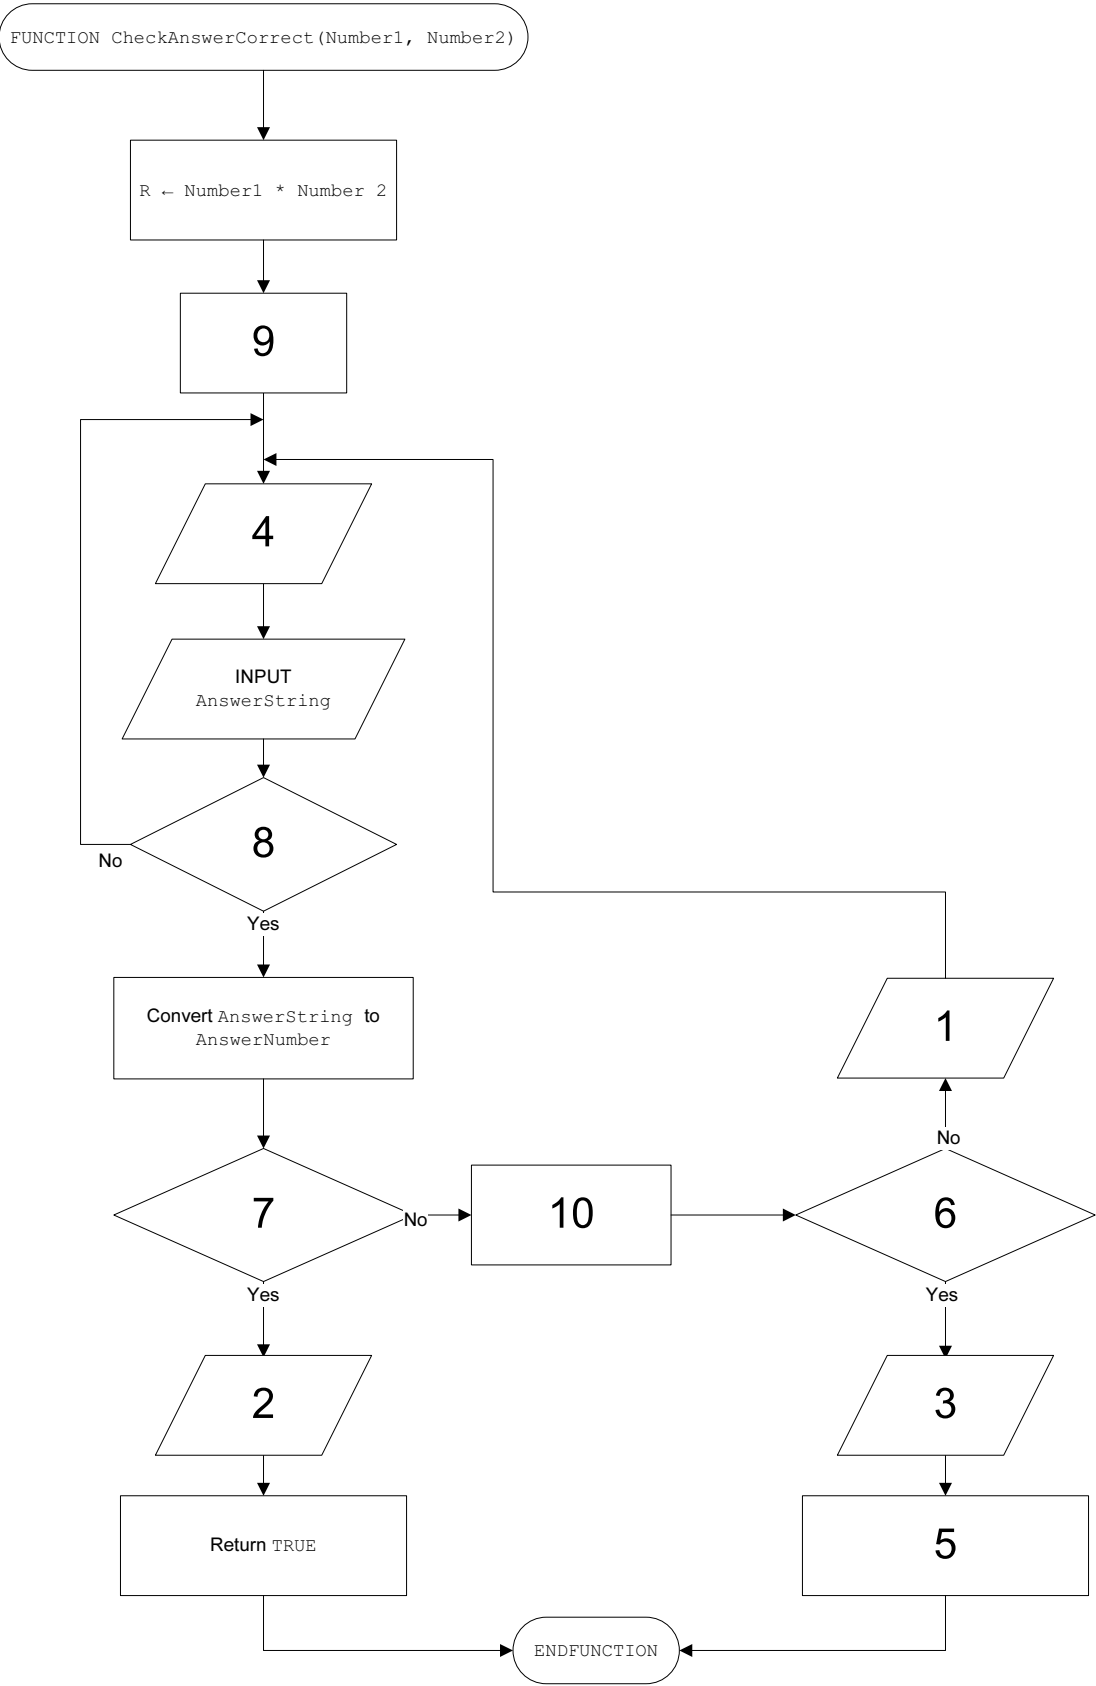 FUNCTION CheckAnswerCorrect(Number1, Number2)
R ← Number1 * Number 2
9
4
INPUT
AnswerString
8
No
Yes
Convert AnswerString to
AnswerNumber
1
No
7
No
10
6
Yes
Yes
2
3
Return TRUE
5
ENDFUNCTION